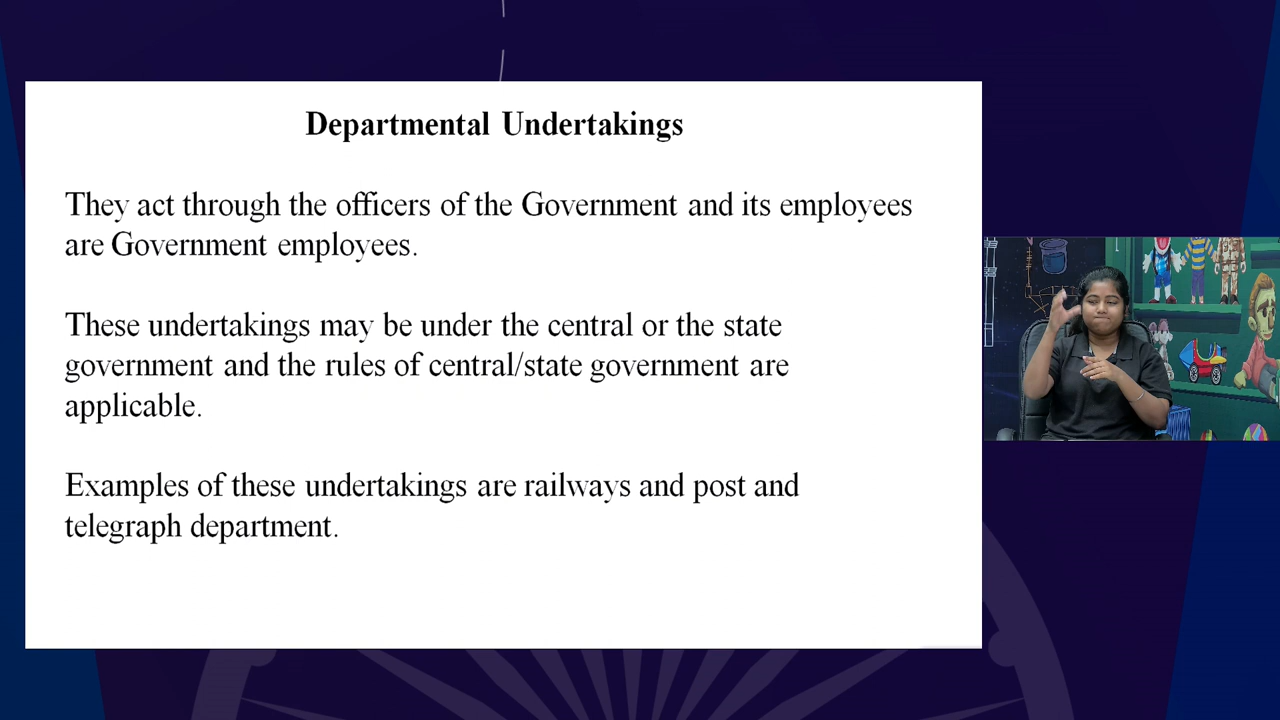 Departmental Undertakings
They act through the officers of the Government and its employees
are Government employees.
These undertakings may be under the central or the state
government and the rules of central/state government are
applicable.
Examples of these undertakings are railways and post and
telegraph department.